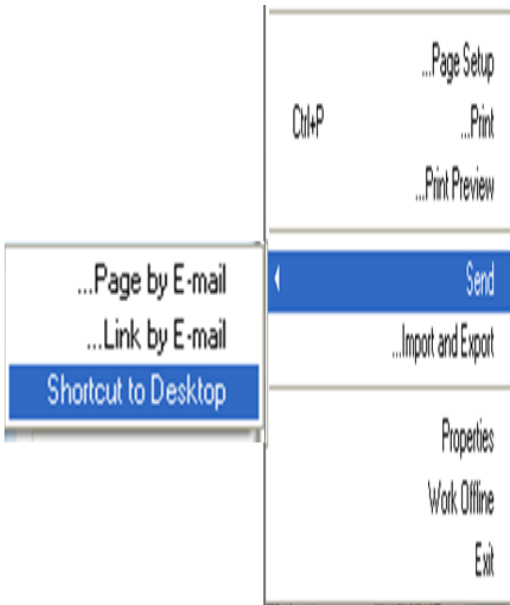 ...Page Setup
Ctrl+P ...Print
...Print Preview
Send
...Page by E-mail
...Link by E-mail
Shortcut to Desktop
...Import and Export
Properties
Work Offline
Exit